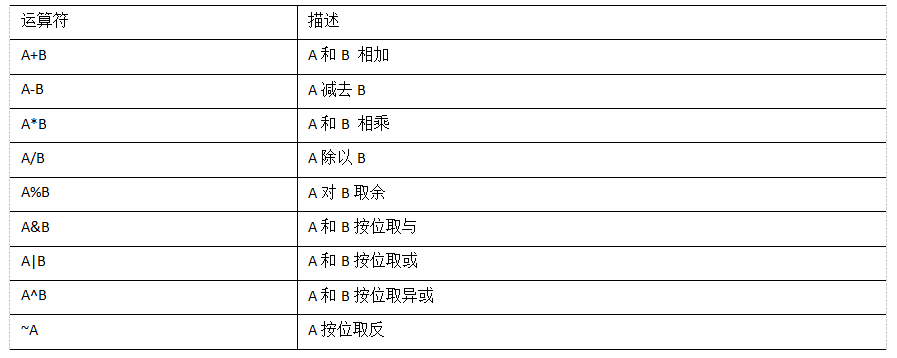 运算符 描述
A+B A 和 B 相加
A-B A 减去 B
A*B A 和 B 相乘
A/B A 除以 B
A%B A 对 B 取余
A&B A 和 B 按位取与
A|B A 和 B 按位取或
A^B A 和 B 按位取异或
~A A 按位取反